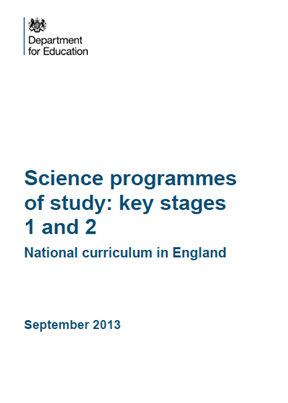 Department
for Education
Science programmes
of study: key stages
1 and 2
National curriculum in England
September 2013